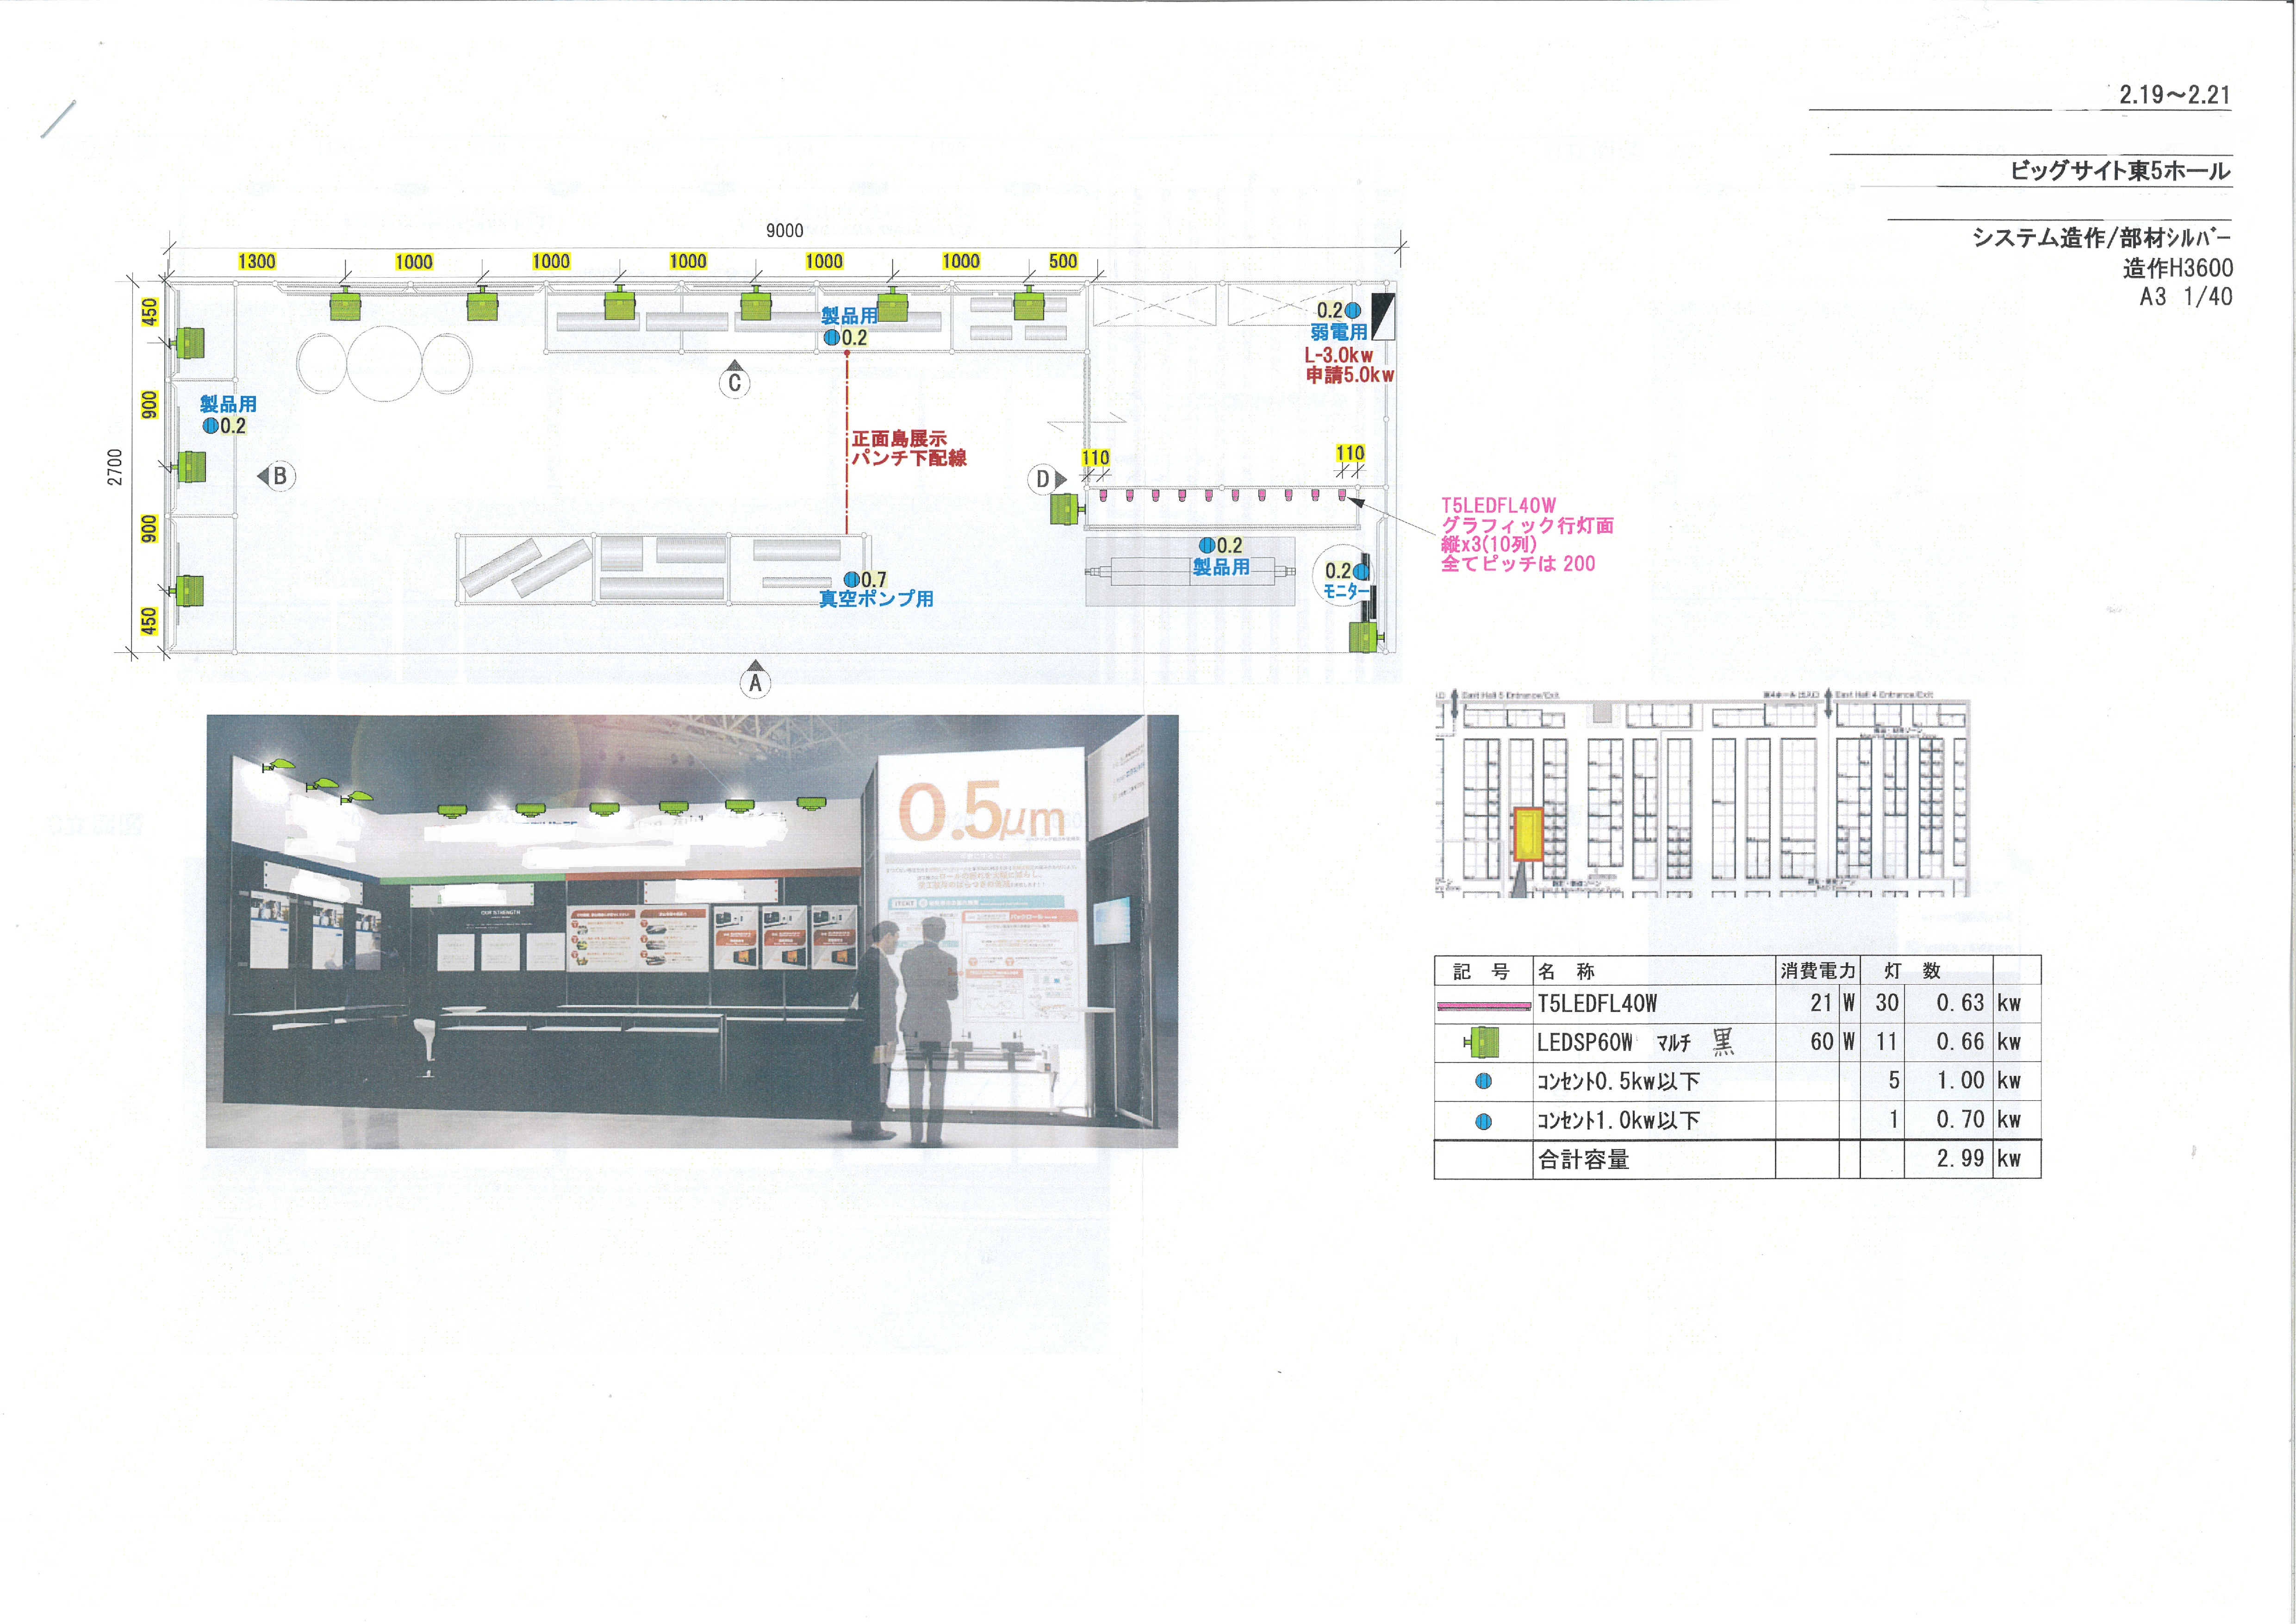 2.19～2.21
ビッグサイト東5ホール
システム造作/部材ｼﾙﾊﾞｰ
造作H3600
A3 1/40
9000
1300
1000
1000
1000
1000
1000
500
2700
450
900
900
450
製品用
0.2
製品用
0.2
0.2
弱電用
L-3.0kw
申請5.0kw
C
B
D
A
正面島展示
パンチ下配線
110
110
T5LEDFL40W
グラフィック行灯面
縦x3(10列)
全てピッチは 200
0.2
製品用
0.2
モニター
0.7
真空ポンプ用
0.5μm
OUR STRENGTH
East Hall 5 Entrance/Exit
East Hall 4 Entrance/Exit
記 号 名 称 消費電力 灯 数
T5LEDFL40W 21 W 30 0.63 kw
LEDSP60W ﾏﾙﾁ 黒 60 W 11 0.66 kw
ｺﾝｾﾝﾄ0.5kw以下 5 1.00 kw
ｺﾝｾﾝﾄ1.0kw以下 1 0.70 kw
合計容量 2.99 kw